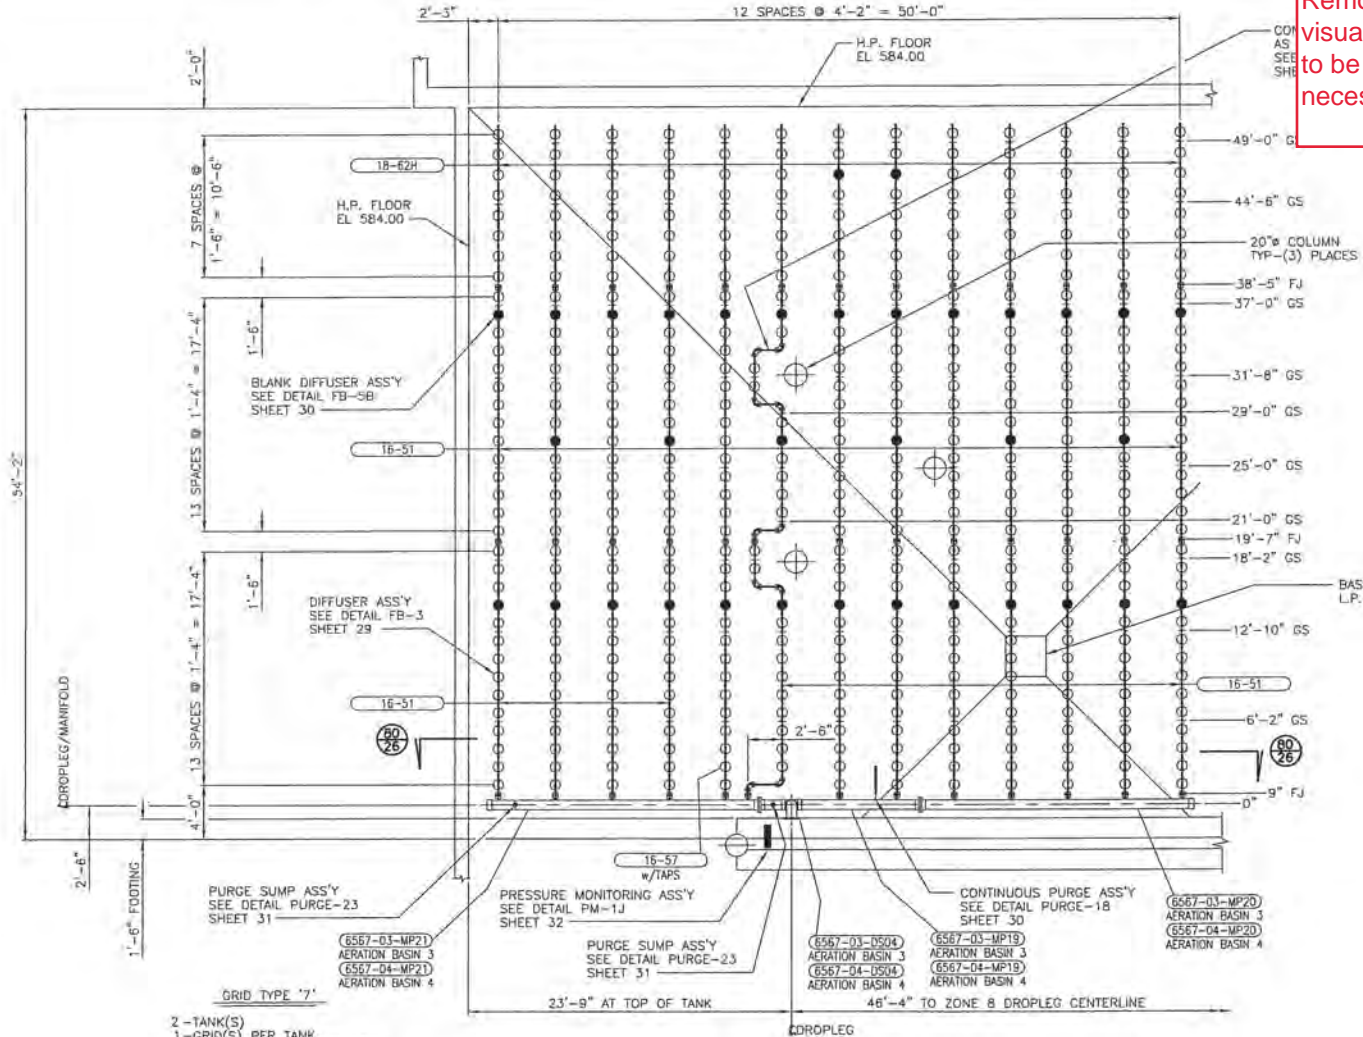 2'-3"
12 SPACES @ 4'-2" = 50'-0"
visua
to be
neces
H.P. FLOOR
EL 584.00
AS
2'-0"
49'-0"
18-62H
7 SPACES @
1'-6" = 10'-6"
H.P. FLOOR
EL 584.00
44'-6" GS
20"ø COLUMN
TYP-(3) PLACES
38'-5" FJ
37'-0" GS
1'-6"
13 SPACES @ 1'-4" = 17'-4"
BLANK DIFFUSER ASS'Y
SEE DETAIL FB-5B
SHEET 30
31'-8" GS
29'-0" GS
16-51
54'-2"
25'-0" GS
21'-0" GS
19'-7" FJ
18'-2" GS
1'-6"
DIFFUSER ASS'Y
SEE DETAIL FB-3
SHEET 29
BAS
L.P.
12'-10" GS
13 SPACES @ 1'-4" = 17'-4"
16-51
16-51
6'-2" GS
2'-6"
80
26
80
26
DROPLEG/MANIFOLD
4'-0"
9" FJ
0"
2'-6"
1'-6" FOOTING
16-57
w/TAPS
PURGE SUMP ASS'Y
SEE DETAIL PURGE-23
SHEET 31
PRESSURE MONITORING ASS'Y
SEE DETAIL PM-1J
SHEET 32
CONTINUOUS PURGE ASS'Y
SEE DETAIL PURGE-18
SHEET 30
6567-03-MP20
AERATION BASIN 3
6567-04-MP20
AERATION BASIN 4
PURGE SUMP ASS'Y
SEE DETAIL PURGE-23
SHEET 31
6567-03-MP21
AERATION BASIN 3
6567-04-MP21
AERATION BASIN 4
6567-03-DS04
AERATION BASIN 3
6567-04-DS04
AERATION BASIN 4
6567-03-MP19
AERATION BASIN 3
6567-04-MP19
AERATION BASIN 4
GRID TYPE '7'
23'-9" AT TOP OF TANK
46'-4" TO ZONE 8 DROPLEG CENTERLINE
DROPLEG
2 -TANK(S)
1 -GRID(S) PER TANK